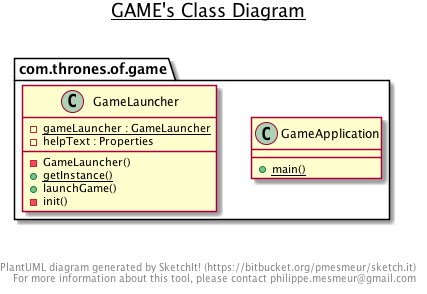 GAME's Class Diagram
com.thrones.of.game
C GameLauncher
gameLauncher : GameLauncher
helpText : Properties
GameLauncher()
getInstance()
launchGame()
init()
C GameApplication
main()
PlantUML diagram generated by SketchIt! (https://bitbucket.org/pmesmeur/sketch.it)
For more information about this tool, please contact philippe.mesmeur@gmail.com